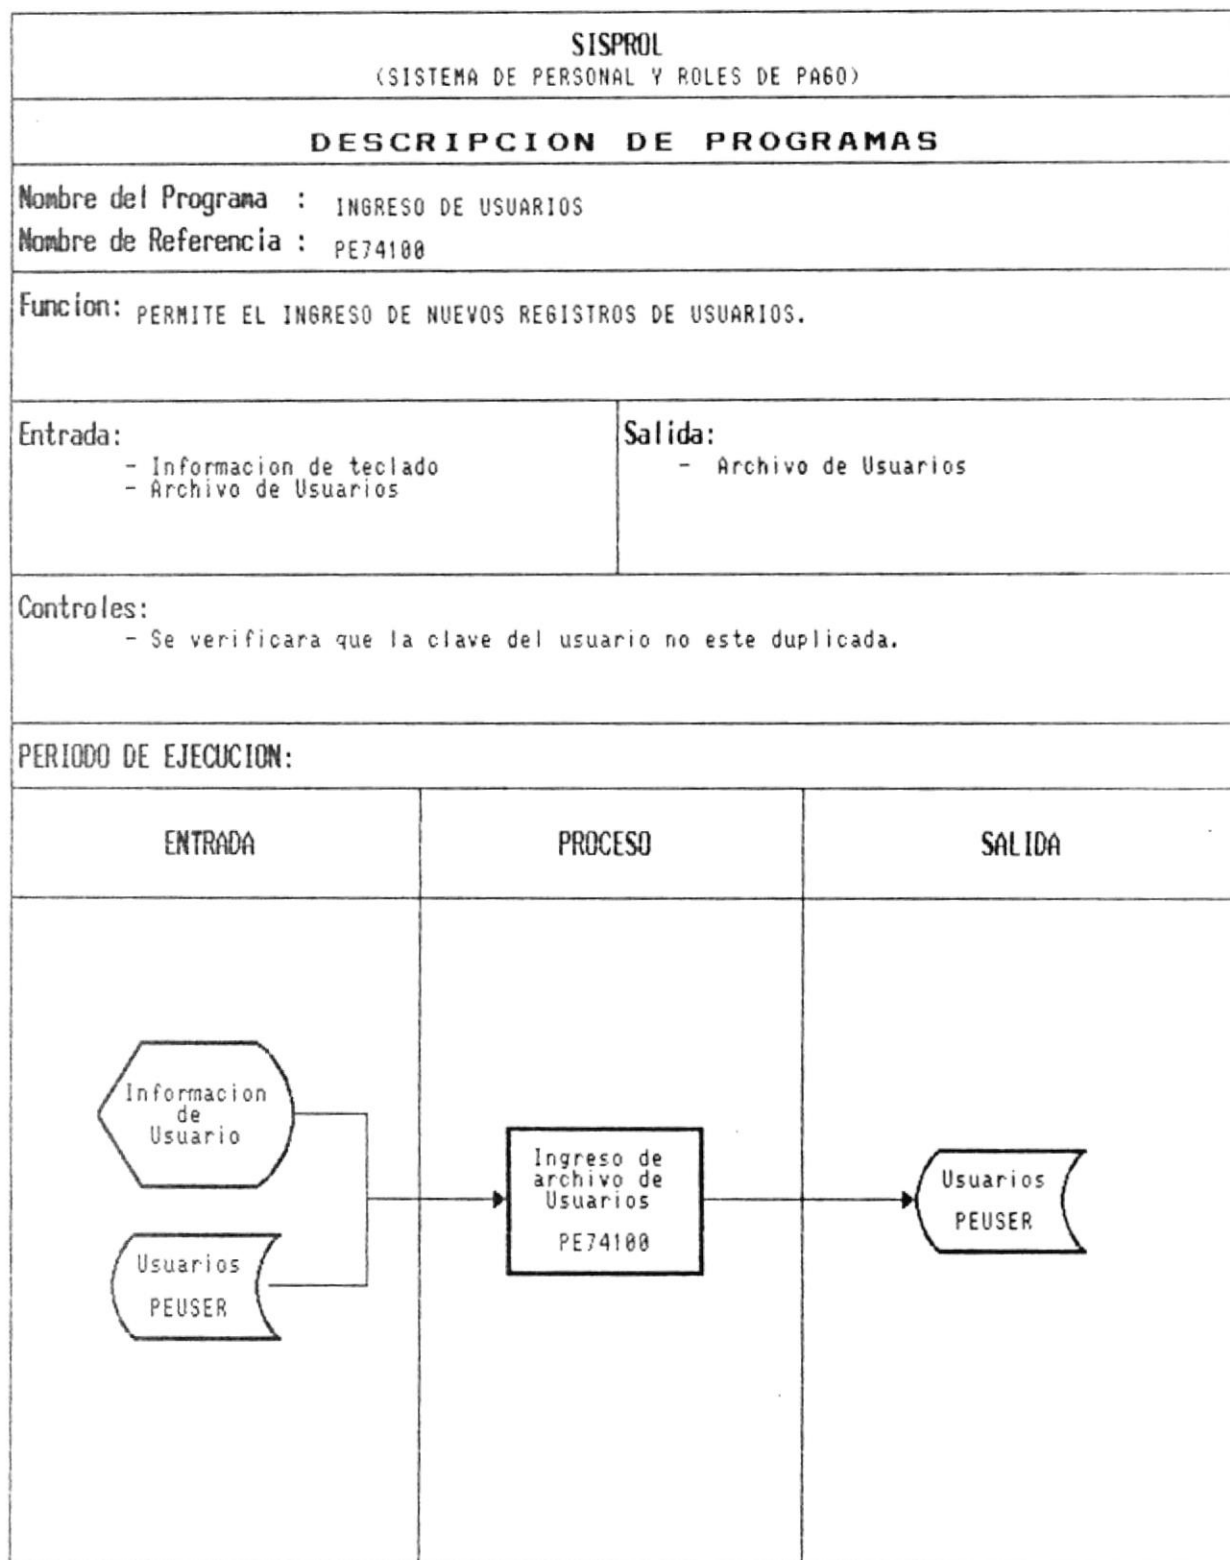 SISPROL
(SISTEMA DE PERSONAL Y ROLES DE PAGO)
DESCRIPCION DE PROGRAMAS
Nombre del Programa : INGRESO DE USUARIOS
Nombre de Referencia : PE74100
Funcion: PERMITE EL INGRESO DE NUEVOS REGISTROS DE USUARIOS.
Entrada:
- Informacion de teclado
- Archivo de Usuarios
Salida:
- Archivo de Usuarios
Controles:
- Se verificara que la clave del usuario no este duplicada.
PERIODO DE EJECUCION:
ENTRADA
PROCESO
SALIDA
Informacion
de
Usuario
Usuarios
PEUSER
Ingreso de
archivo de
Usuarios
PE74100
Usuarios
PEUSER